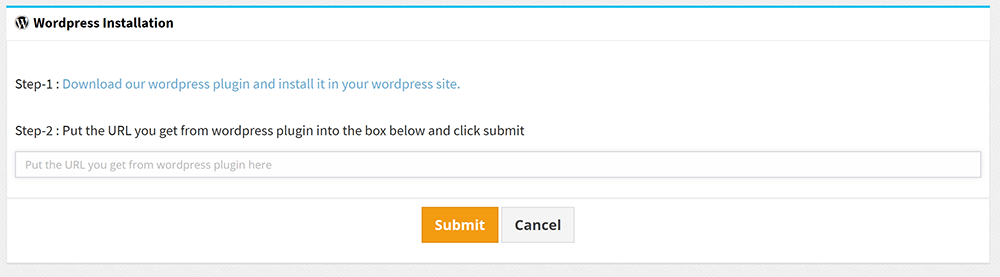 Wordpress Installation
Step-1 : Download our wordpress plugin and install it in your wordpress site.
Step-2 : Put the URL you get from wordpress plugin into the box below and click submit
Put the URL you get from wordpress plugin here
Submit Cancel